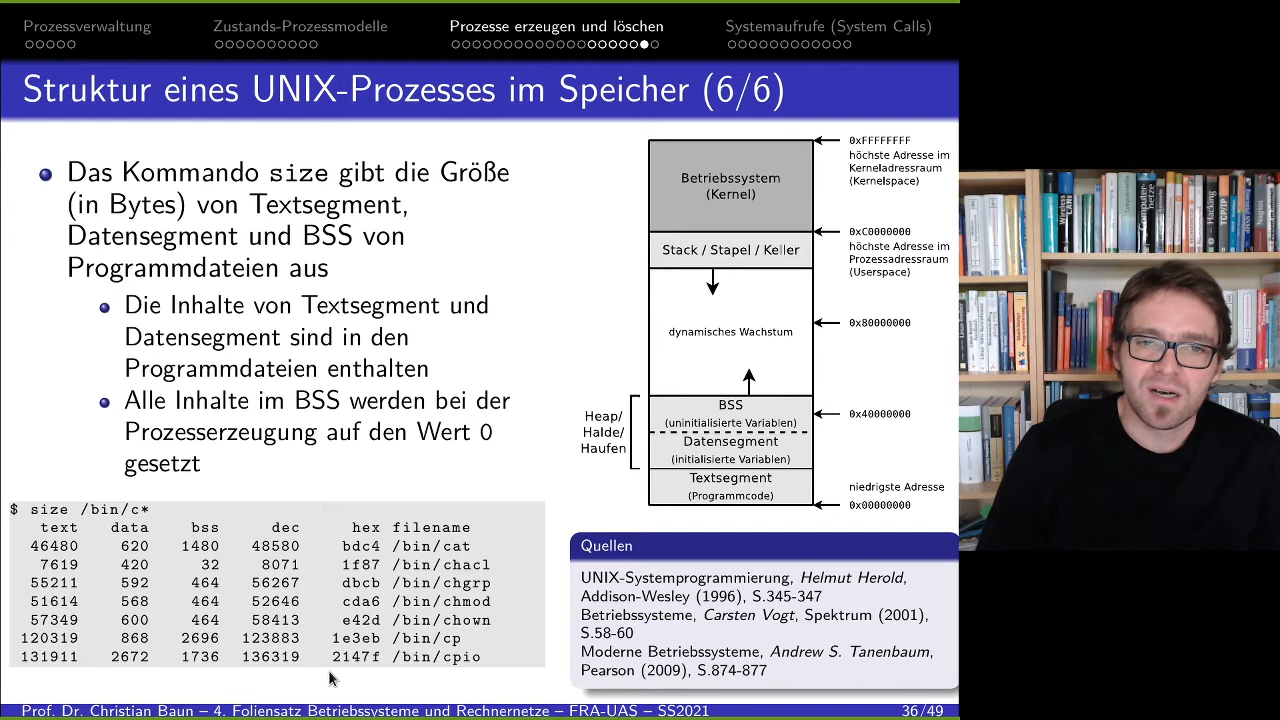 Prozessverwaltung
Zustands-Prozessmodelle
Prozesse erzeugen und löschen
Systemaufrufe (System Calls)
Struktur eines UNIX-Prozesses im Speicher (6/6)
Das Kommando size gibt die Größe
(in Bytes) von Textsegment,
Datensegment und BSS von
Programmdateien aus
Die Inhalte von Textsegment und
Datensegment sind in den
Programmdateien enthalten
Alle Inhalte im BSS werden bei der
Prozesserzeugung auf den Wert 0
gesetzt
$ size /bin/c*
text data bss dec hex filename
46480 620 1480 48580 bdc4 /bin/cat
7619 420 32 8071 1f87 /bin/chacl
55211 592 464 56267 dbcb /bin/chgrp
51614 568 464 52646 cda6 /bin/chmod
57349 600 464 58413 e42d /bin/chown
120319 868 2696 123883 1e3eb /bin/cp
131911 2672 1736 136319 2147f /bin/cpio
Betriebssystem
(Kernel)
Stack / Stapel / Keller
dynamisches Wachstum
BSS
(uninitialisierte Variablen)
Datensegment
(initialisierte Variablen)
Textsegment
(Programmcode)
Heap/
Halde/
Haufen
0xFFFFFFFF
höchste Adresse im
Kerneladressraum
(Kernelspace)
0xC0000000
höchste Adresse im
Prozessadressraum
(Userspace)
0x80000000
0x40000000
niedrigste Adresse
0x00000000
Quellen
UNIX-Systemprogrammierung, Helmut Herold,
Addison-Wesley (1996), S.345-347
Betriebssysteme, Carsten Vogt, Spektrum (2001),
S.58-60
Moderne Betriebssysteme, Andrew S. Tanenbaum,
Pearson (2009), S.874-877
Prof. Dr. Christian Baun – 4. Foliensatz Betriebssysteme und Rechnernetze – FRA-UAS – SS2021
36/49
Wireless LANs
Computer-
netze
Hacking
TCP/IP
Nagios